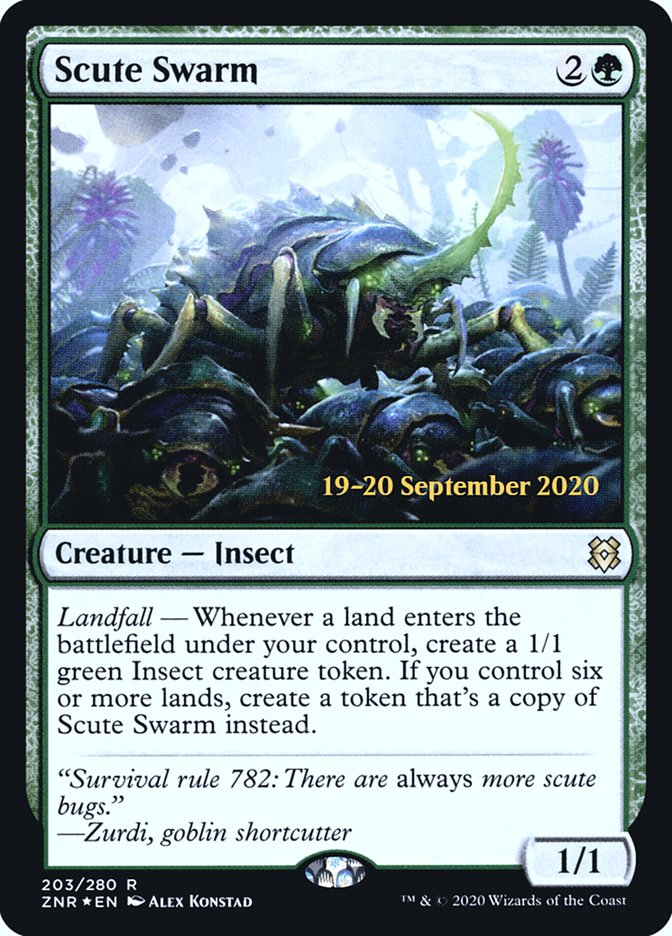 Scute Swarm 2
19–20 September 2020
Creature — Insect
Landfall — Whenever a land enters the
battlefield under your control, create a 1/1
green Insect creature token. If you control six
or more lands, create a token that's a copy of
Scute Swarm instead.
“Survival rule 782: There are always more scute
bugs.”
—Zurdi, goblin shortcutter
1/1
203/280 R
ZNR ★ EN Alex Konstad
™ & © 2020 Wizards of the Coast